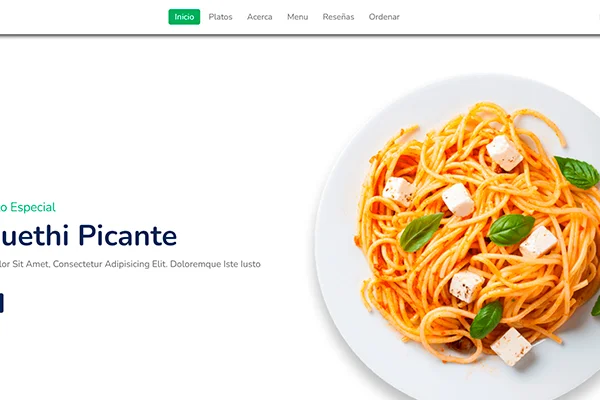 Inicio Platos Acerca Menu Reseñas Ordenar
o Especial
uethi Picante
lor Sit Amet, Consectetur Adipisicing Elit. Doloremque Iste Iusto